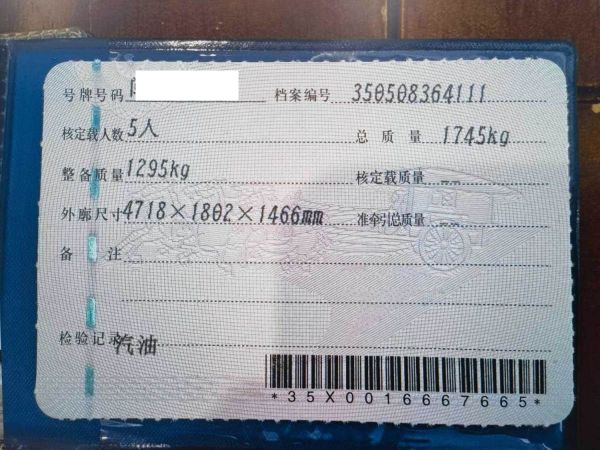 号牌号码 档案编号 350508364111
核定载人数 5人 总质量 1745kg
整备质量 1295kg 核定载质量 --
外廓尺寸 4718×1802×1466mm 准牵引总质量 --
备注
检验记录 汽油
*35X0016667665*